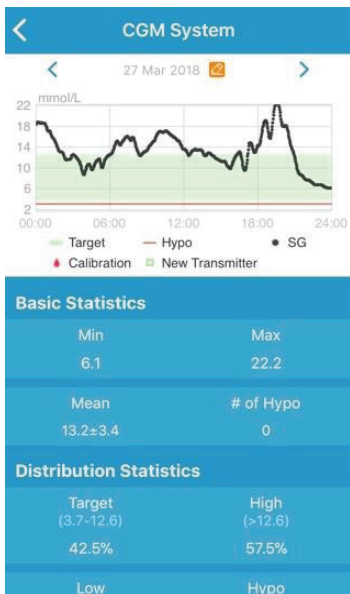 CGM System
27 Mar 2018
mmol/L
22
18
14
10
6
2
00:00 06:00 12:00 18:00 24:00
Target Hypo SG
Calibration New Transmitter
Basic Statistics
Min Max
6.1 22.2
Mean # of Hypo
13.2±3.4 0
Distribution Statistics
Target High
(3.7-12.6) (>12.6)
42.5% 57.5%
Low Hypo